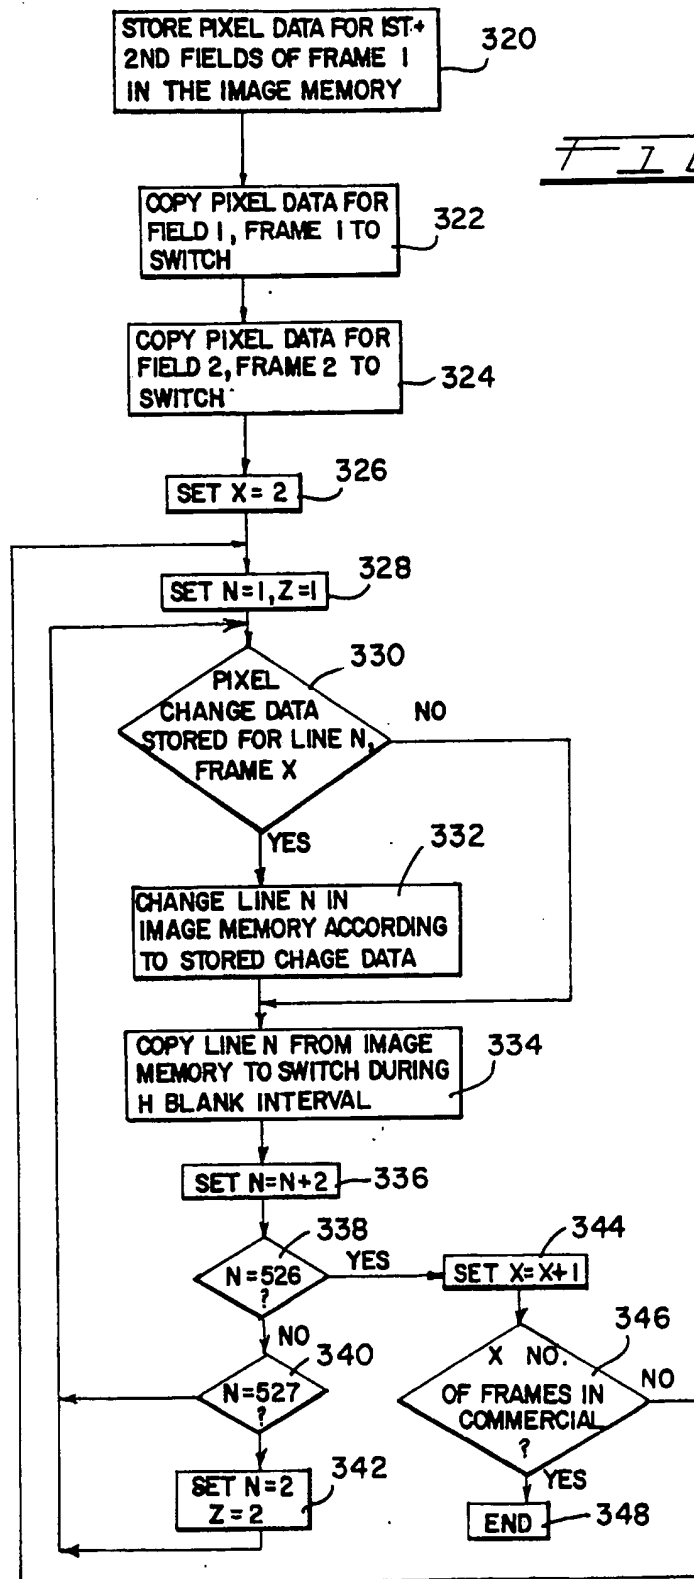 STORE PIXEL DATA FOR IST+
2ND FIELDS OF FRAME I
IN THE IMAGE MEMORY
320
COPY PIXEL DATA FOR
FIELD I, FRAME I TO
SWITCH
322
COPY PIXEL DATA FOR
FIELD 2, FRAME 2 TO
SWITCH
324
SET X = 2
326
SET N=1, Z=1
328
PIXEL
CHANGE DATA
STORED FOR LINE N,
FRAME X
330
NO
YES
CHANGE LINE N IN
IMAGE MEMORY ACCORDING
TO STORED CHAGE DATA
332
COPY LINE N FROM IMAGE
MEMORY TO SWITCH DURING
H BLANK INTERVAL
334
SET N=N+2
336
N=526
?
338
YES
NO
SET X=X+1
344
N=527
?
340
X NO.
OF FRAMES IN
COMMERCIAL
?
346
NO
YES
SET N=2
Z=2
342
END
348